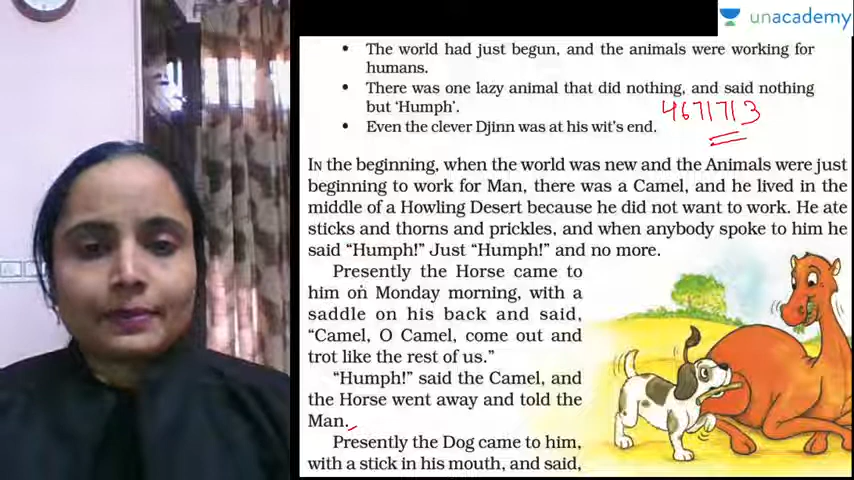 unacademy
• The world had just begun, and the animals were working for
humans.
• There was one lazy animal that did nothing, and said nothing
but ‘Humph’.
4671713
• Even the clever Djinn was at his wit’s end.
IN the beginning, when the world was new and the Animals were just
beginning to work for Man, there was a Camel, and he lived in the
middle of a Howling Desert because he did not want to work. He ate
sticks and thorns and prickles, and when anybody spoke to him he
said “Humph!” Just “Humph!” and no more.
Presently the Horse came to
him on Monday morning, with a
saddle on his back and said,
“Camel, O Camel, come out and
trot like the rest of us.”
“Humph!” said the Camel, and
the Horse went away and told the
Man.
Presently the Dog came to him,
with a stick in his mouth, and said,